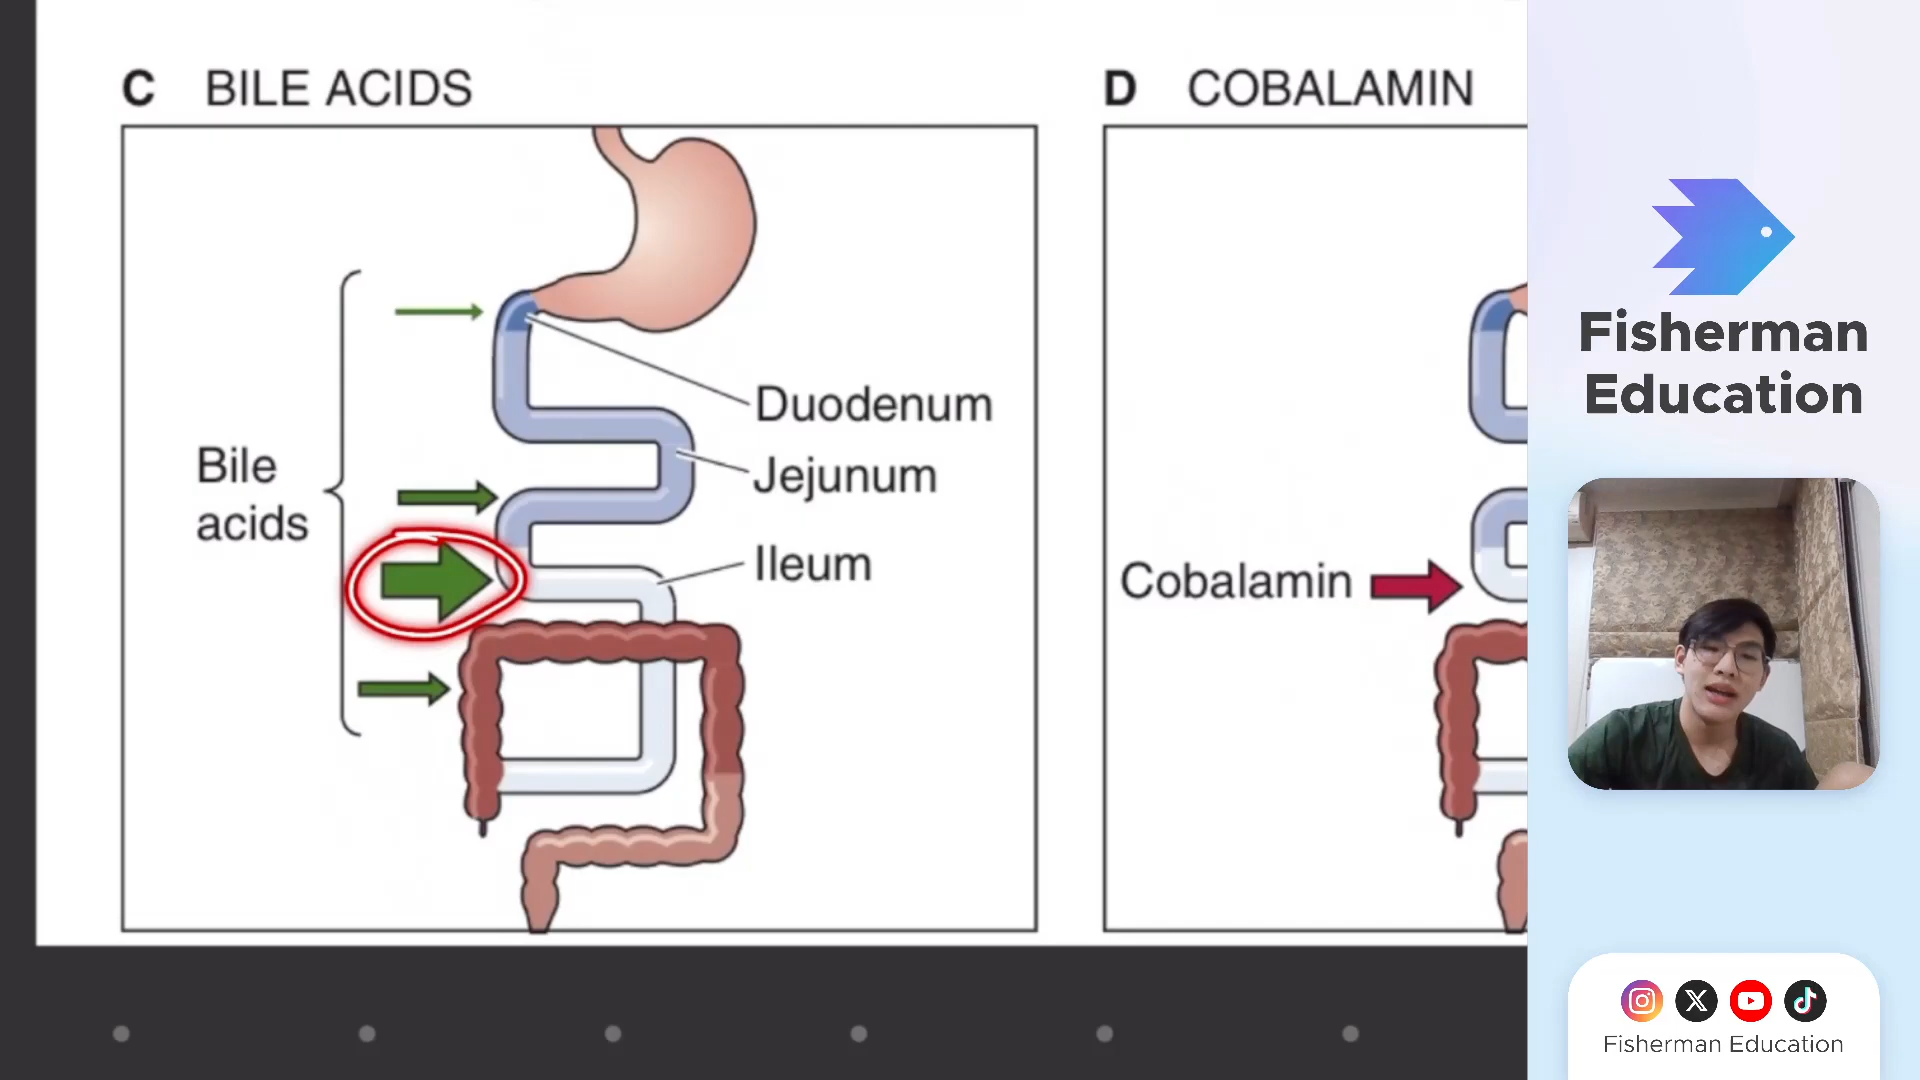 C BILE ACIDS
Bile
acids
Duodenum
Jejunum
Ileum
D COBALAMIN
Cobalamin
Fisherman
Education
Fisherman Education